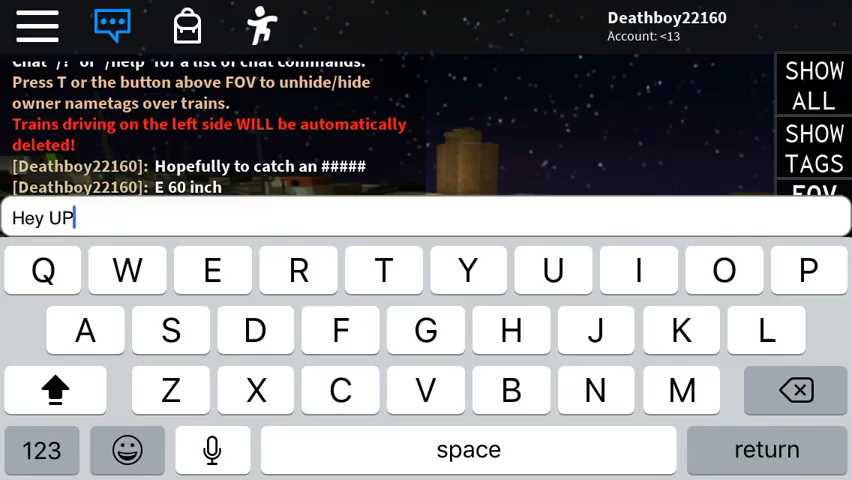 Deathboy22160
Account: <13
Chat '/?' or '/help' for a list of chat commands.
Press T or the button above FOV to unhide/hide
owner nametags over trains.
Trains driving on the left side WILL be automatically
deleted!
[Deathboy22160]: Hopefully to catch an #####
[Deathboy22160]: E 60 inch
SHOW
ALL
SHOW
TAGS
FOV
Hey UP
Q W E R T Y U I O P
A S D F G H J K L
Z X C V B N M
123 space return